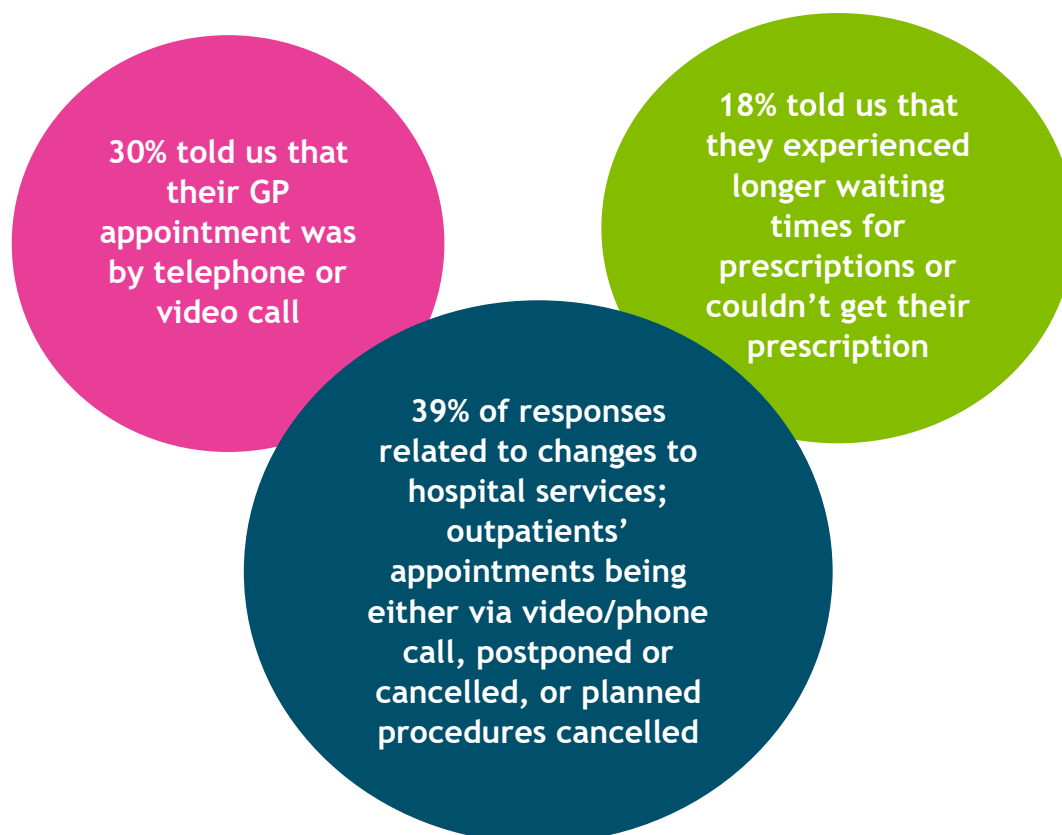 30% told us that
their GP
appointment was
by telephone or
video call
18% told us that
they experienced
longer waiting
times for
prescriptions or
couldn’t get their
prescription
39% of responses
related to changes to
hospital services;
outpatients’
appointments being
either via video/phone
call, postponed or
cancelled, or planned
procedures cancelled